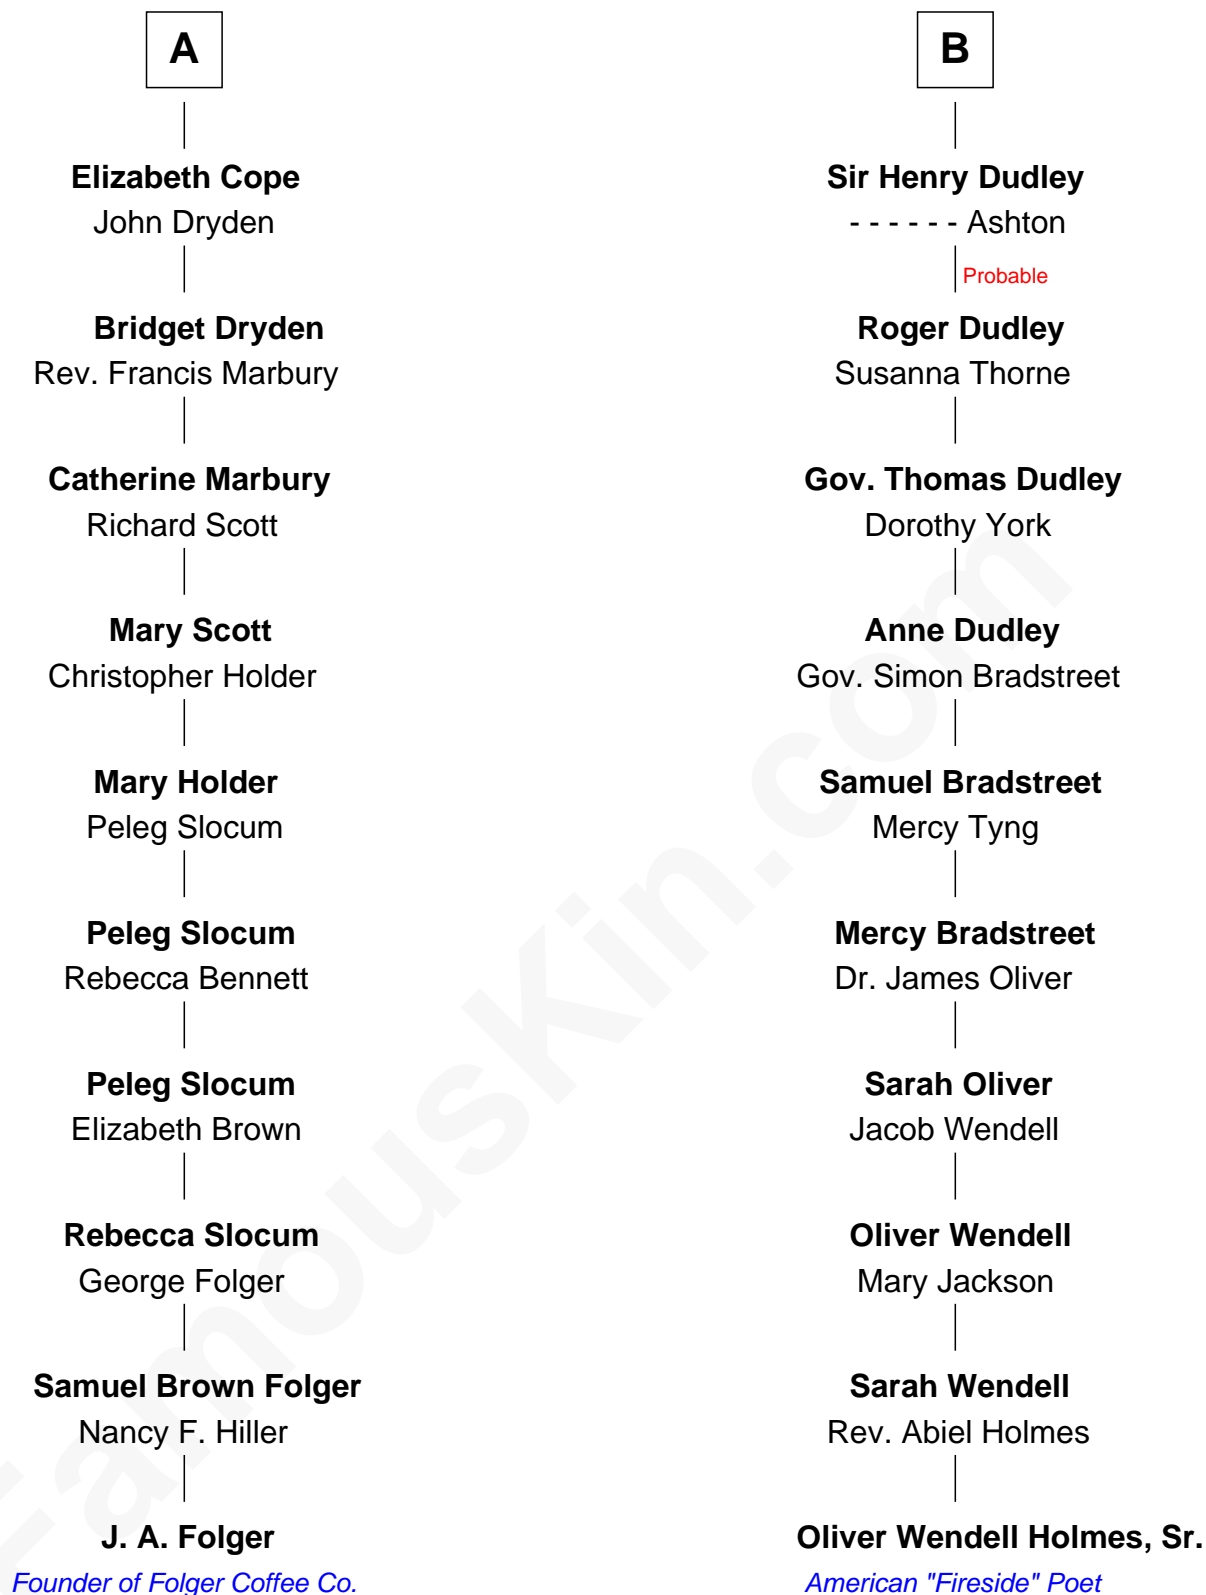 A
Elizabeth Cope
John Dryden
Bridget Dryden
Rev. Francis Marbury
Catherine Marbury
Richard Scott
Mary Scott
Christopher Holder
Mary Holder
Peleg Slocum
Peleg Slocum
Rebecca Bennett
Peleg Slocum
Elizabeth Brown
Rebecca Slocum
George Folger
Samuel Brown Folger
Nancy F. Hiller
J. A. Folger
Founder of Folger Coffee Co.
B
Sir Henry Dudley
- - - - - - Ashton
Probable
Roger Dudley
Susanna Thorne
Gov. Thomas Dudley
Dorothy York
Anne Dudley
Gov. Simon Bradstreet
Samuel Bradstreet
Mercy Tyng
Mercy Bradstreet
Dr. James Oliver
Sarah Oliver
Jacob Wendell
Oliver Wendell
Mary Jackson
Sarah Wendell
Rev. Abiel Holmes
Oliver Wendell Holmes, Sr.
American "Fireside" Poet
FamousKin.com